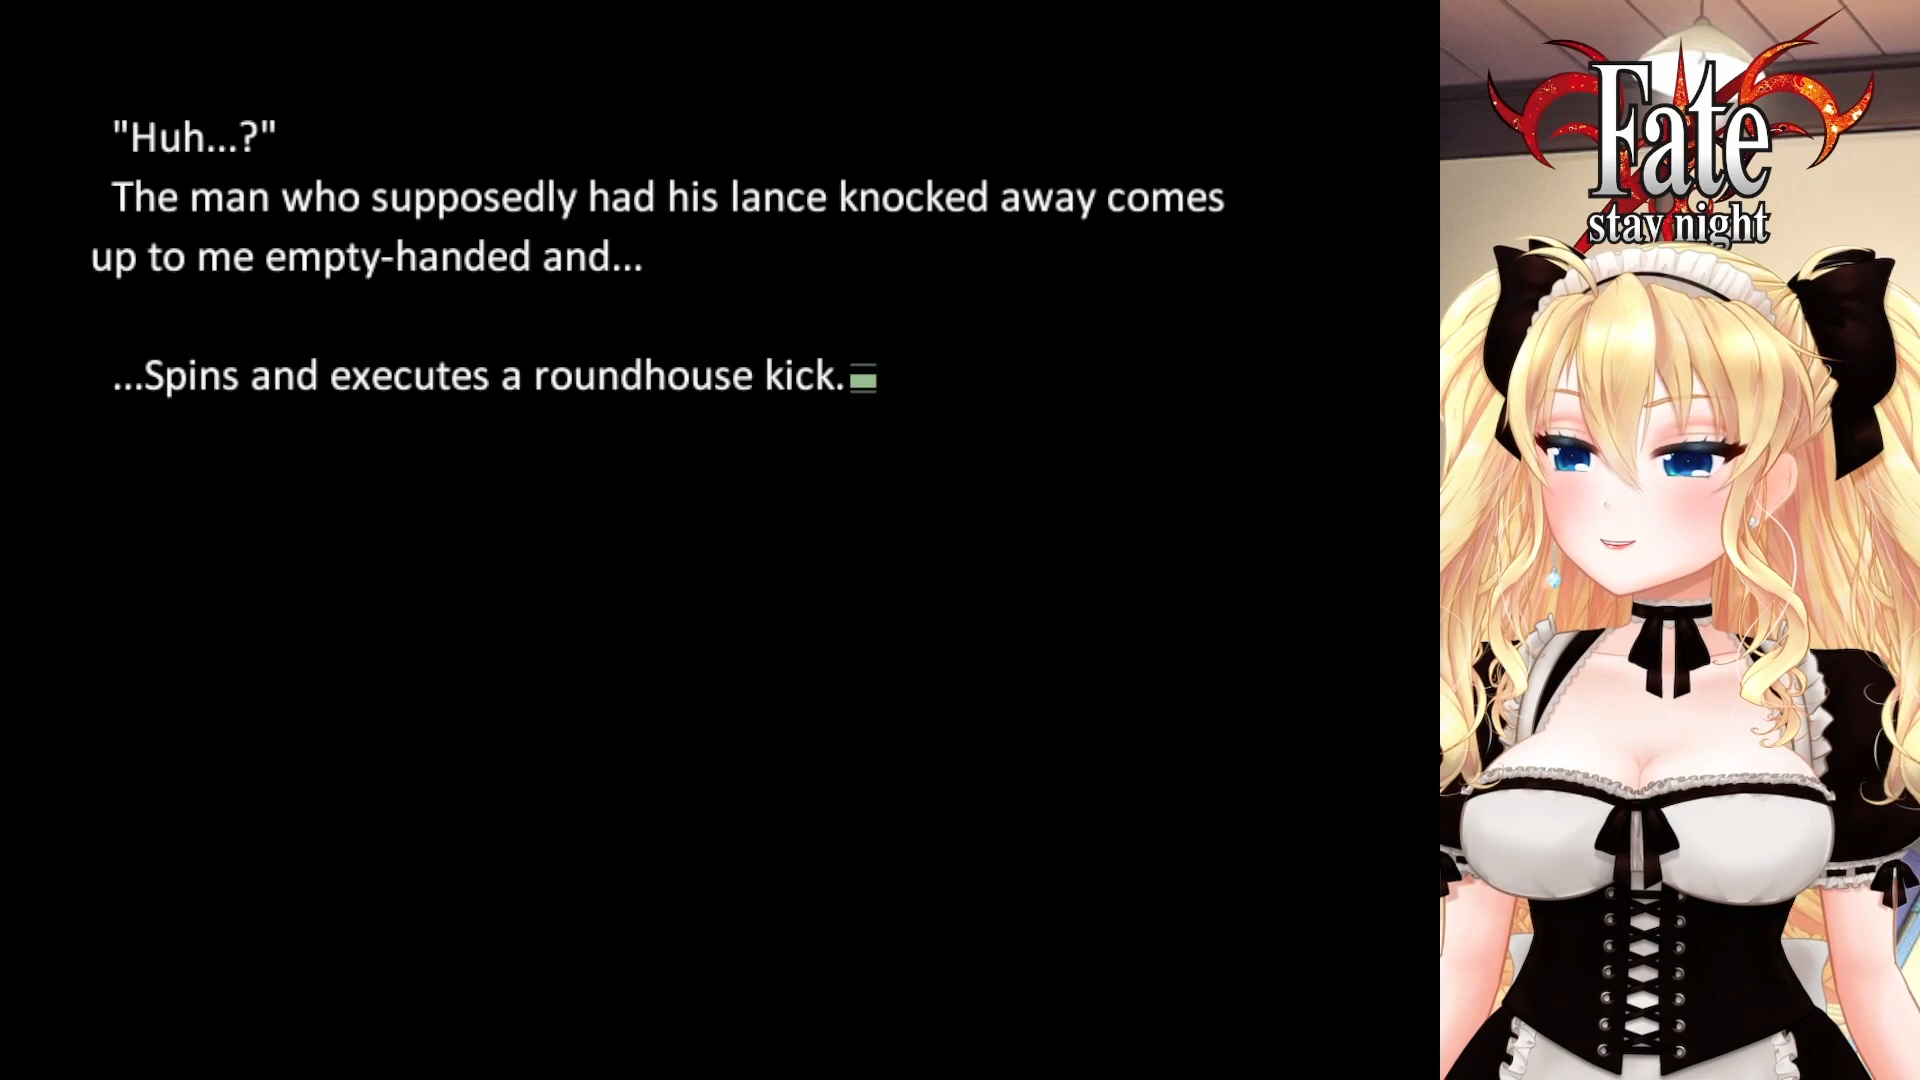 "Huh...?"
The man who supposedly had his lance knocked away comes
up to me empty-handed and...
...Spins and executes a roundhouse kick.
Fate
stay night